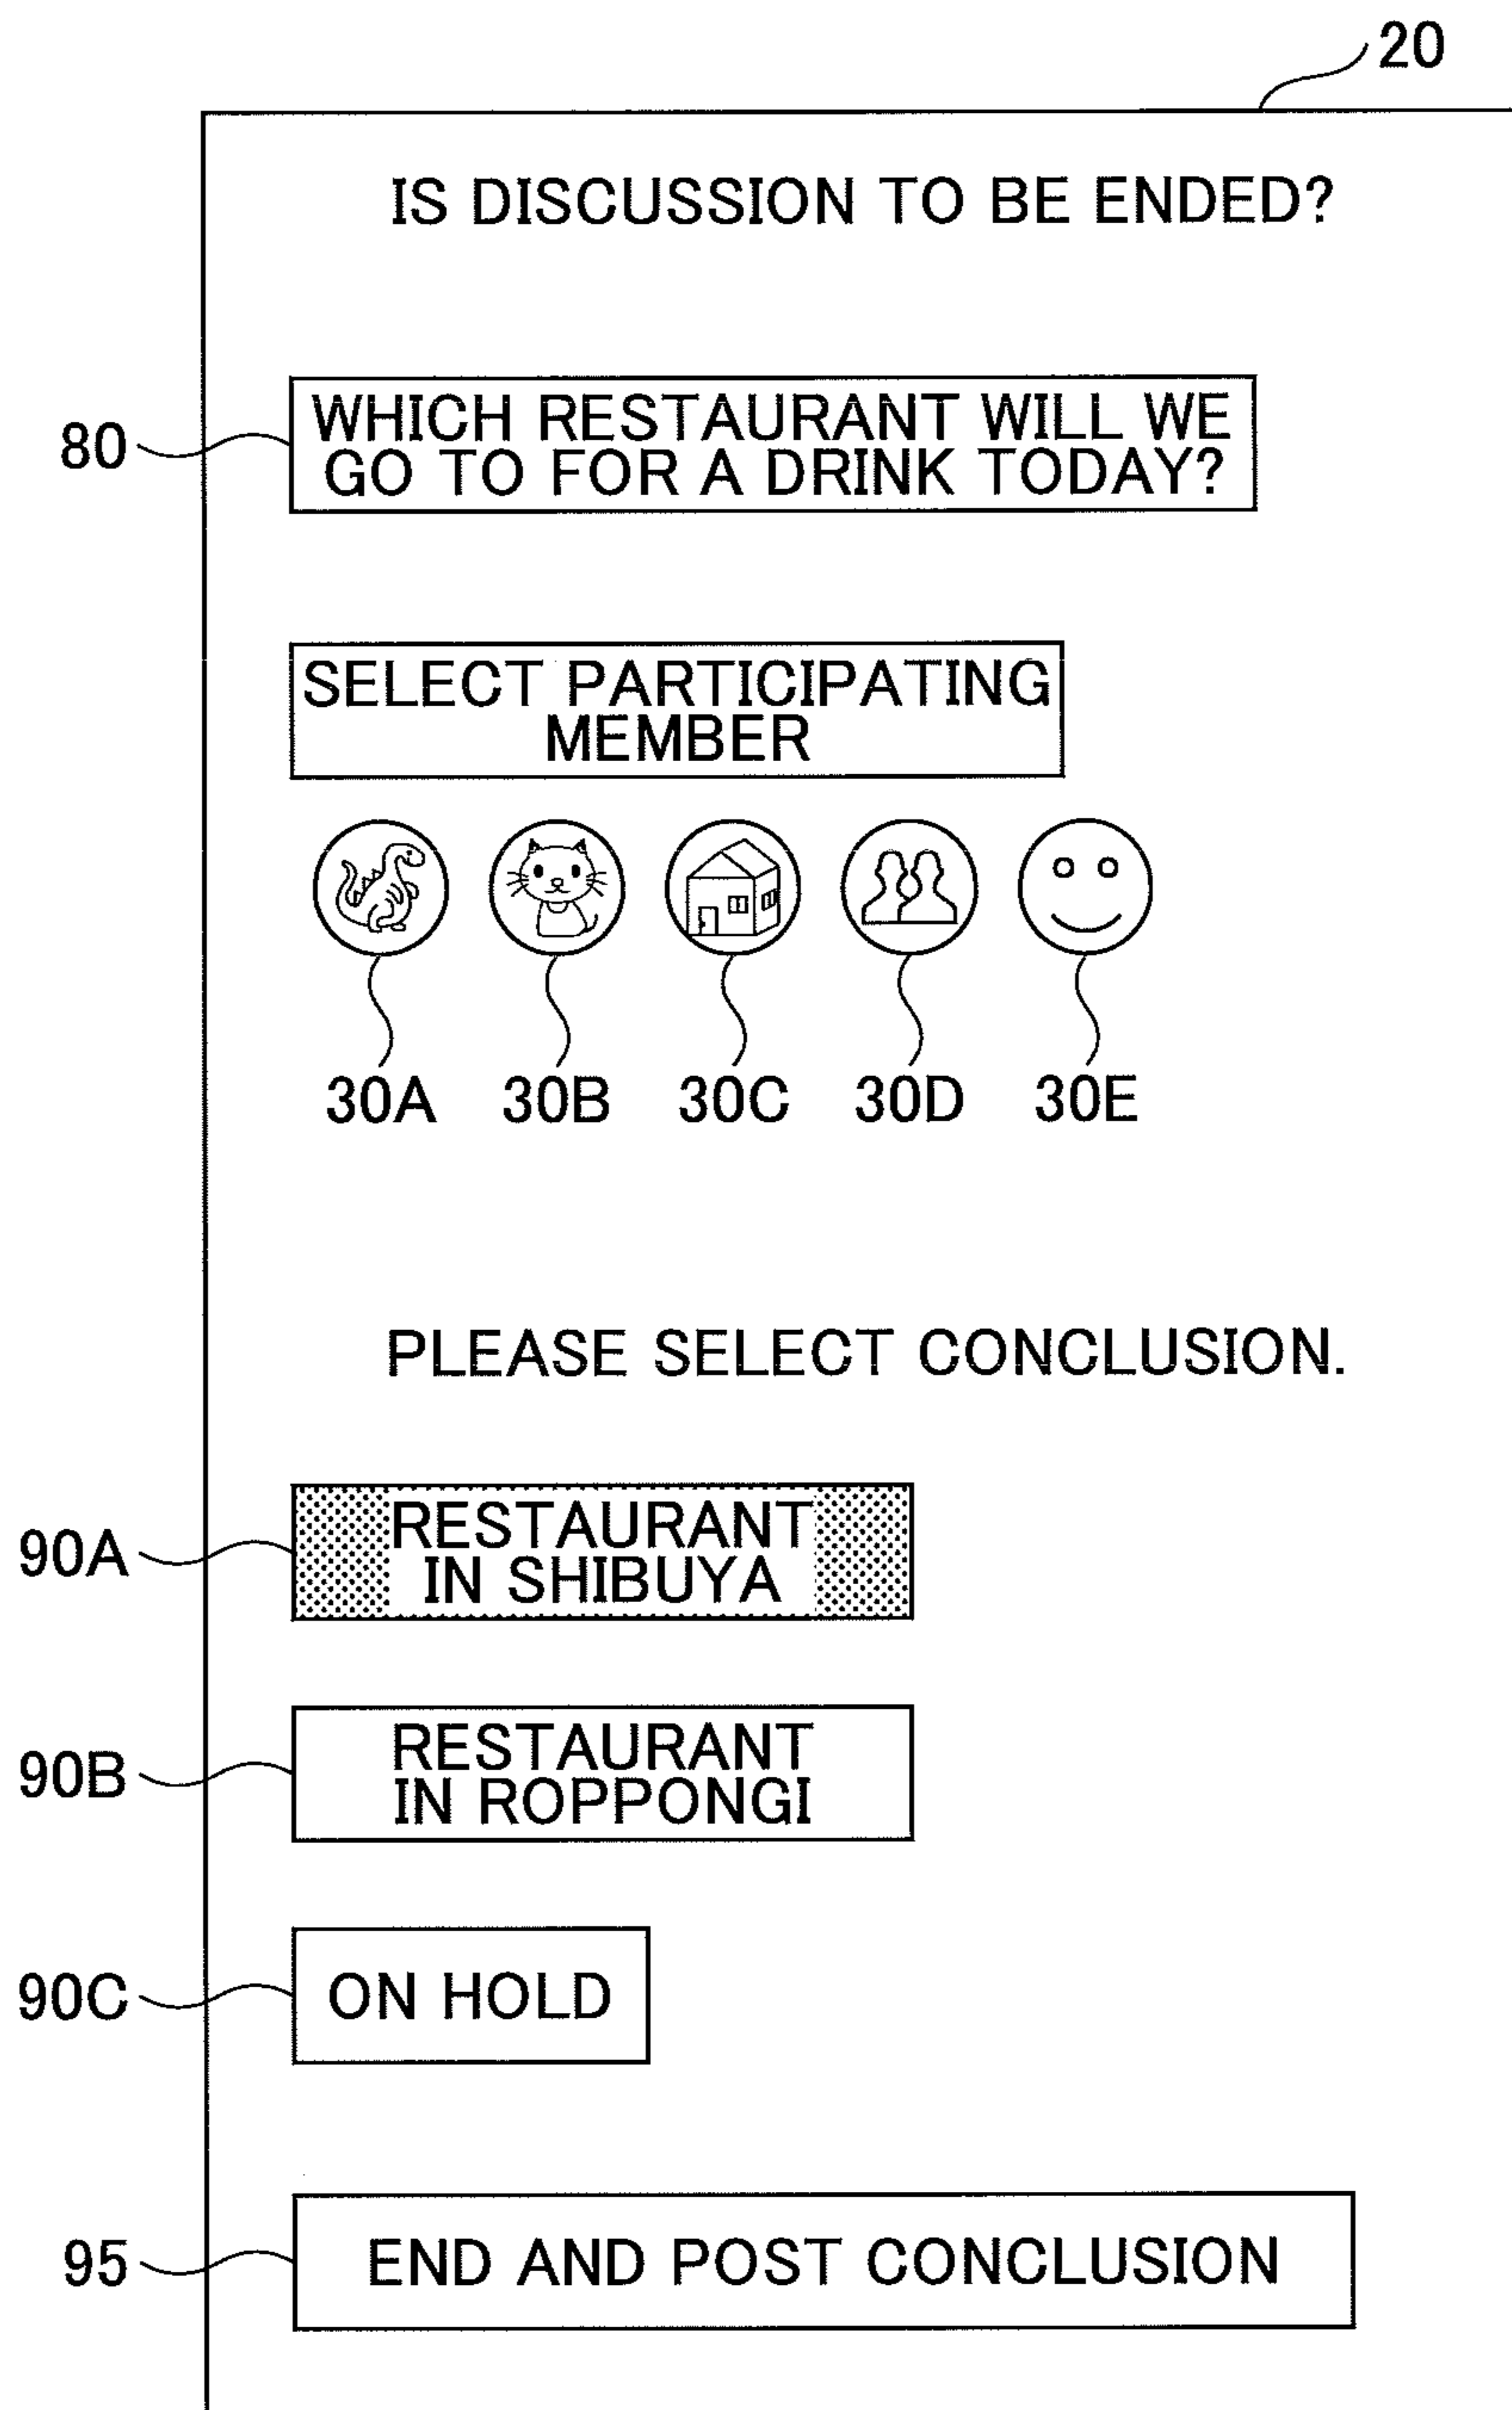 20
IS DISCUSSION TO BE ENDED?
80
WHICH RESTAURANT WILL WE
GO TO FOR A DRINK TODAY?
SELECT PARTICIPATING
MEMBER
30A 30B 30C 30D 30E
PLEASE SELECT CONCLUSION.
90A
RESTAURANT
IN SHIBUYA
90B
RESTAURANT
IN ROPPONGI
90C
ON HOLD
95
END AND POST CONCLUSION